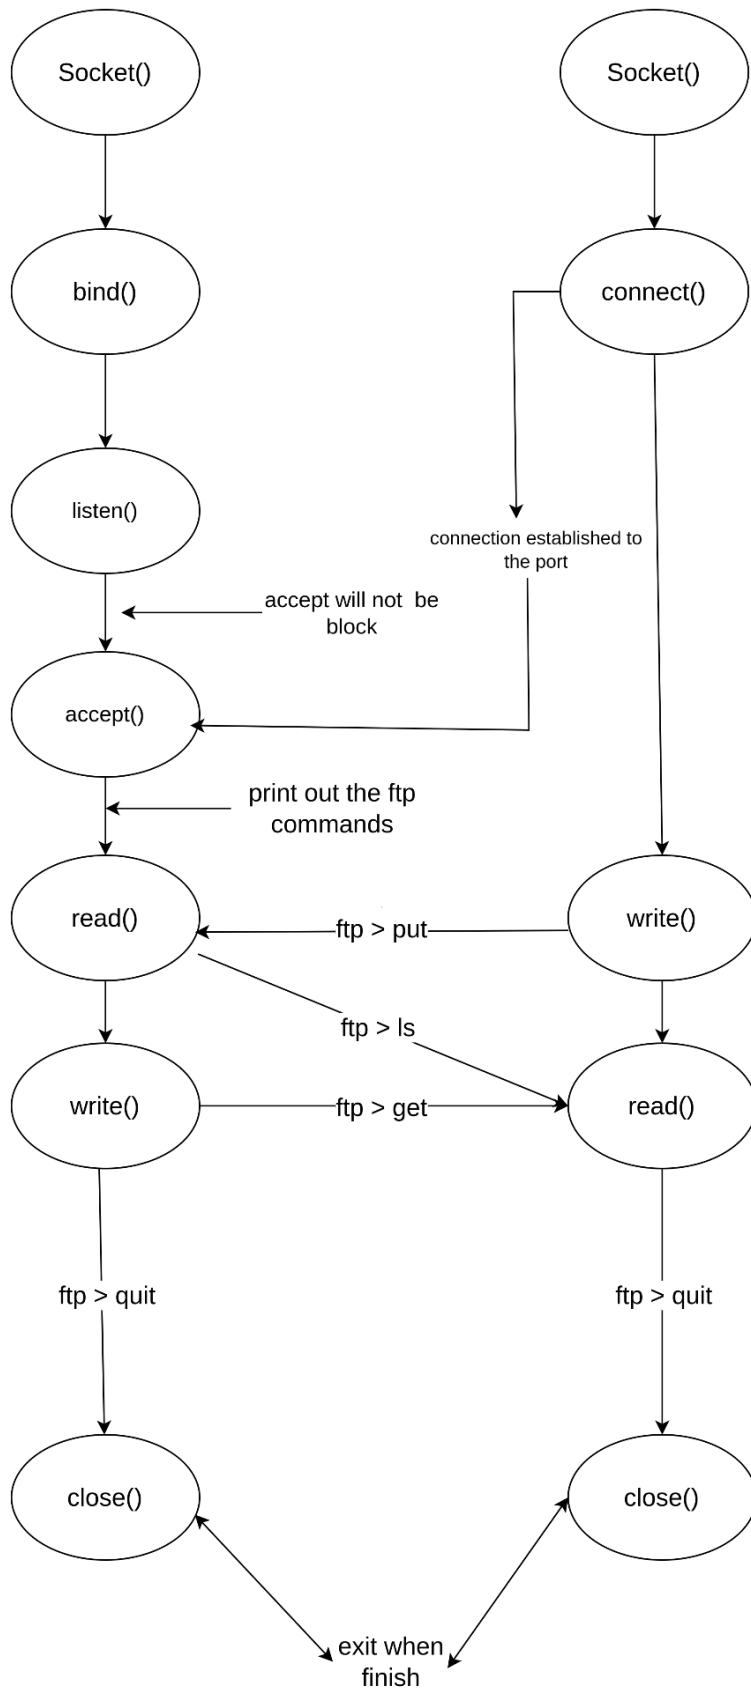 Socket()
Socket()
bind()
connect()
listen()
connection established to
the port
accept will not be
block
accept()
print out the ftp
commands
read()
ftp > put
write()
ftp > ls
write()
ftp > get
read()
ftp > quit
ftp > quit
close()
close()
exit when
finish